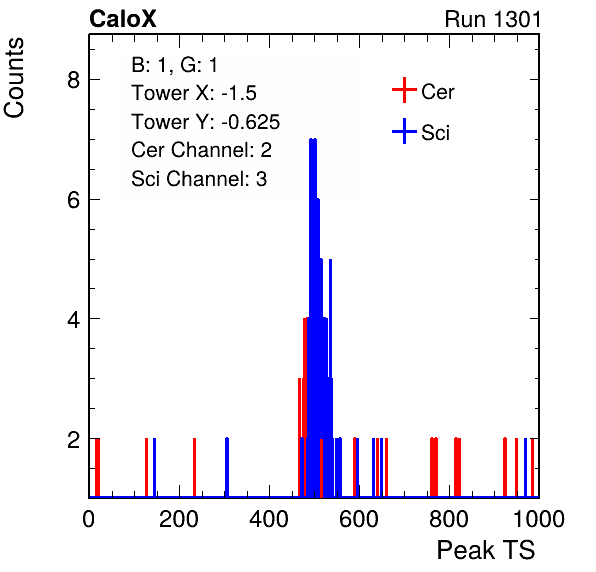 CaloX Run 1301
Counts
B: 1, G: 1
Tower X: -1.5
Tower Y: -0.625
Cer Channel: 2
Sci Channel: 3
Cer
Sci
8
6
4
2
0 200 400 600 800 1000
Peak TS